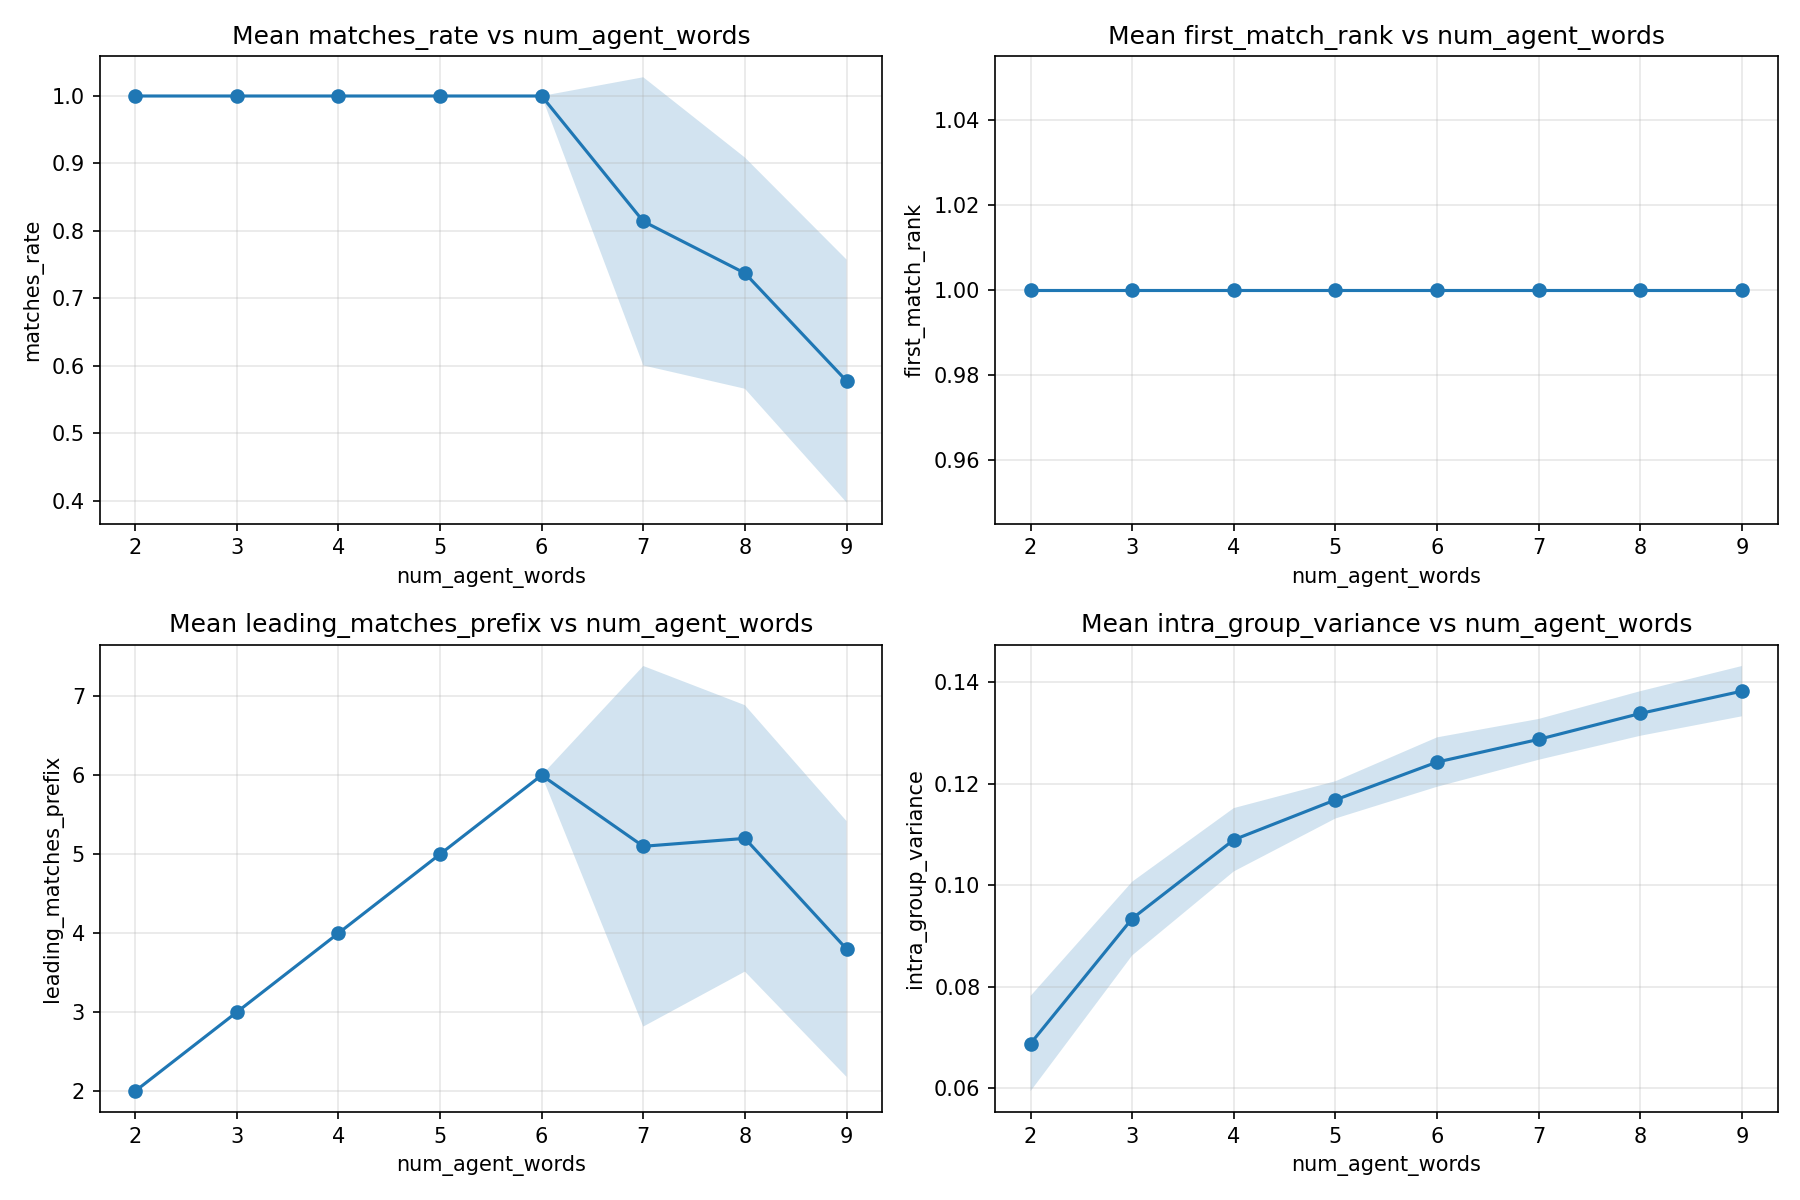 Mean matches_rate vs num_agent_words
matches_rate
1.0
0.9
0.8
0.7
0.6
0.5
0.4
2 3 4 5 6 7 8 9
num_agent_words
Mean first_match_rank vs num_agent_words
first_match_rank
1.04
1.02
1.00
0.98
0.96
2 3 4 5 6 7 8 9
num_agent_words
Mean leading_matches_prefix vs num_agent_words
leading_matches_prefix
7
6
5
4
3
2
2 3 4 5 6 7 8 9
num_agent_words
Mean intra_group_variance vs num_agent_words
intra_group_variance
0.14
0.12
0.10
0.08
0.06
2 3 4 5 6 7 8 9
num_agent_words